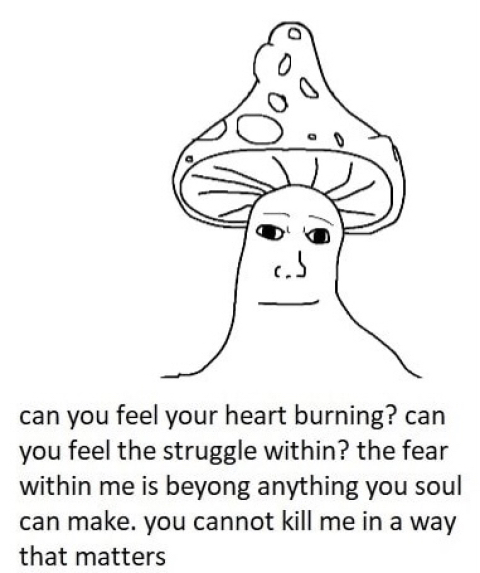 can you feel your heart burning? can
you feel the struggle within? the fear
within me is beyong anything you soul
can make. you cannot kill me in a way
that matters